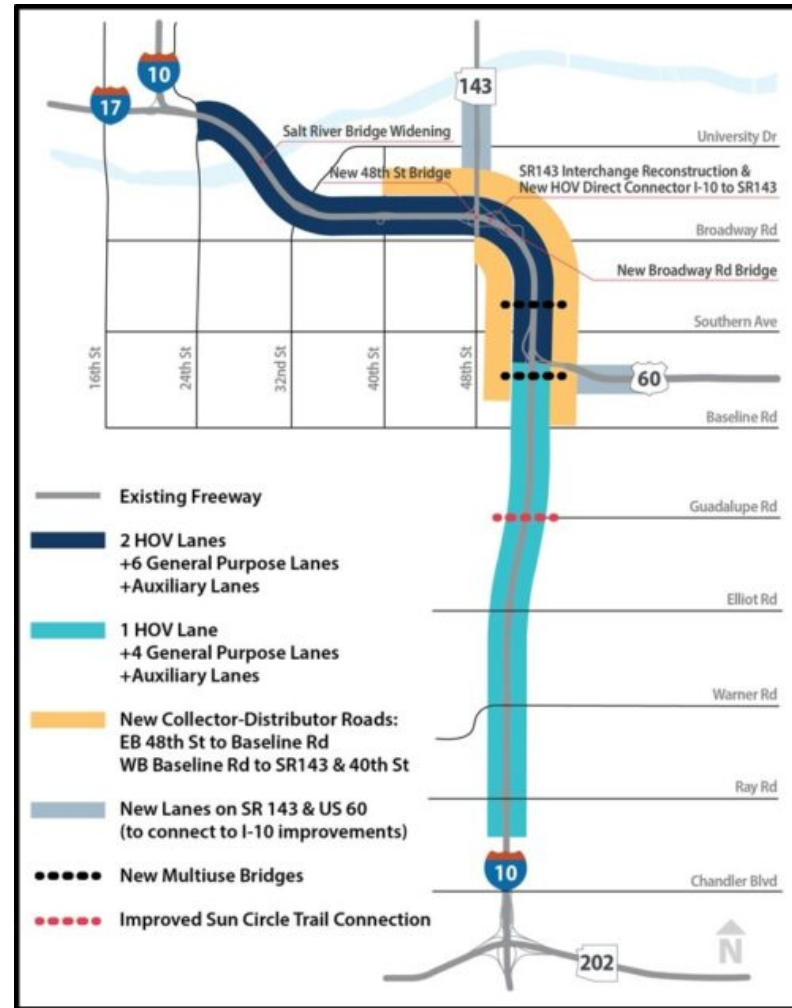 10
17
143
Salt River Bridge Widening
University Dr
New 48th St Bridge
SR143 Interchange Reconstruction &
New HOV Direct Connector I-10 to SR143
Broadway Rd
New Broadway Rd Bridge
Southern Ave
16th St
24th St
32nd St
40th St
48th St
60
Baseline Rd
Existing Freeway
Guadalupe Rd
2 HOV Lanes
+6 General Purpose Lanes
+Auxiliary Lanes
Elliot Rd
1 HOV Lane
+4 General Purpose Lanes
+Auxiliary Lanes
Warner Rd
New Collector-Distributor Roads:
EB 48th St to Baseline Rd
WB Baseline Rd to SR143 & 40th St
Ray Rd
New Lanes on SR 143 & US 60
(to connect to I-10 improvements)
New Multiuse Bridges
10
Chandler Blvd
Improved Sun Circle Trail Connection
N
202